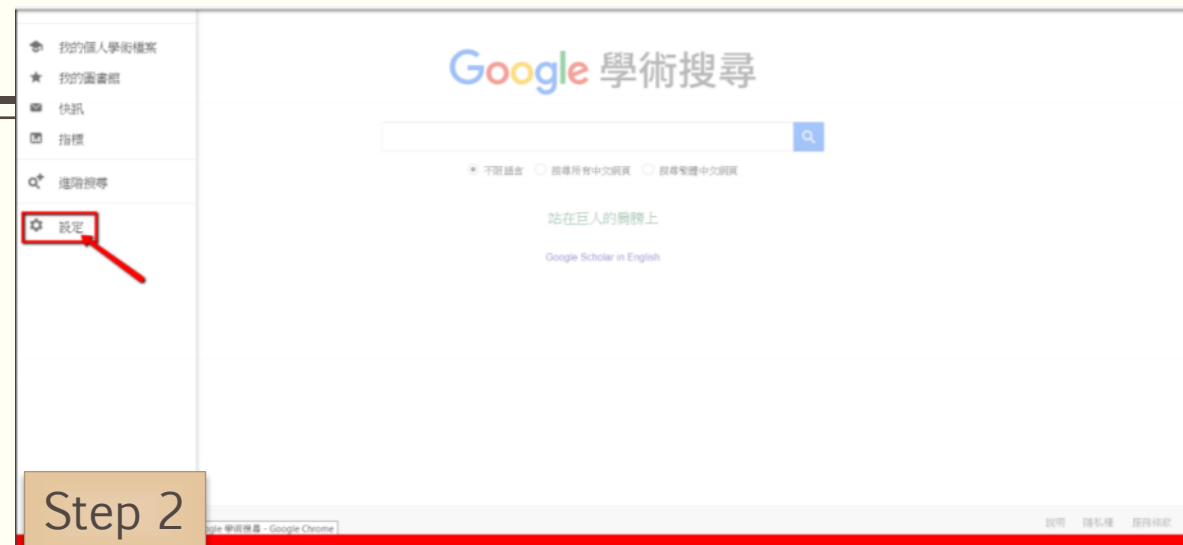 我的個人學術檔案
我的圖書館
快訊
指標
進階搜尋
設定
Google 學術搜尋
不限語言 搜尋所有中文網頁 搜尋繁體中文網頁
站在巨人的肩膀上
Google Scholar in English
Step 2
ogle 學術搜尋 - Google Chrome
說明 隱私權 服務條款